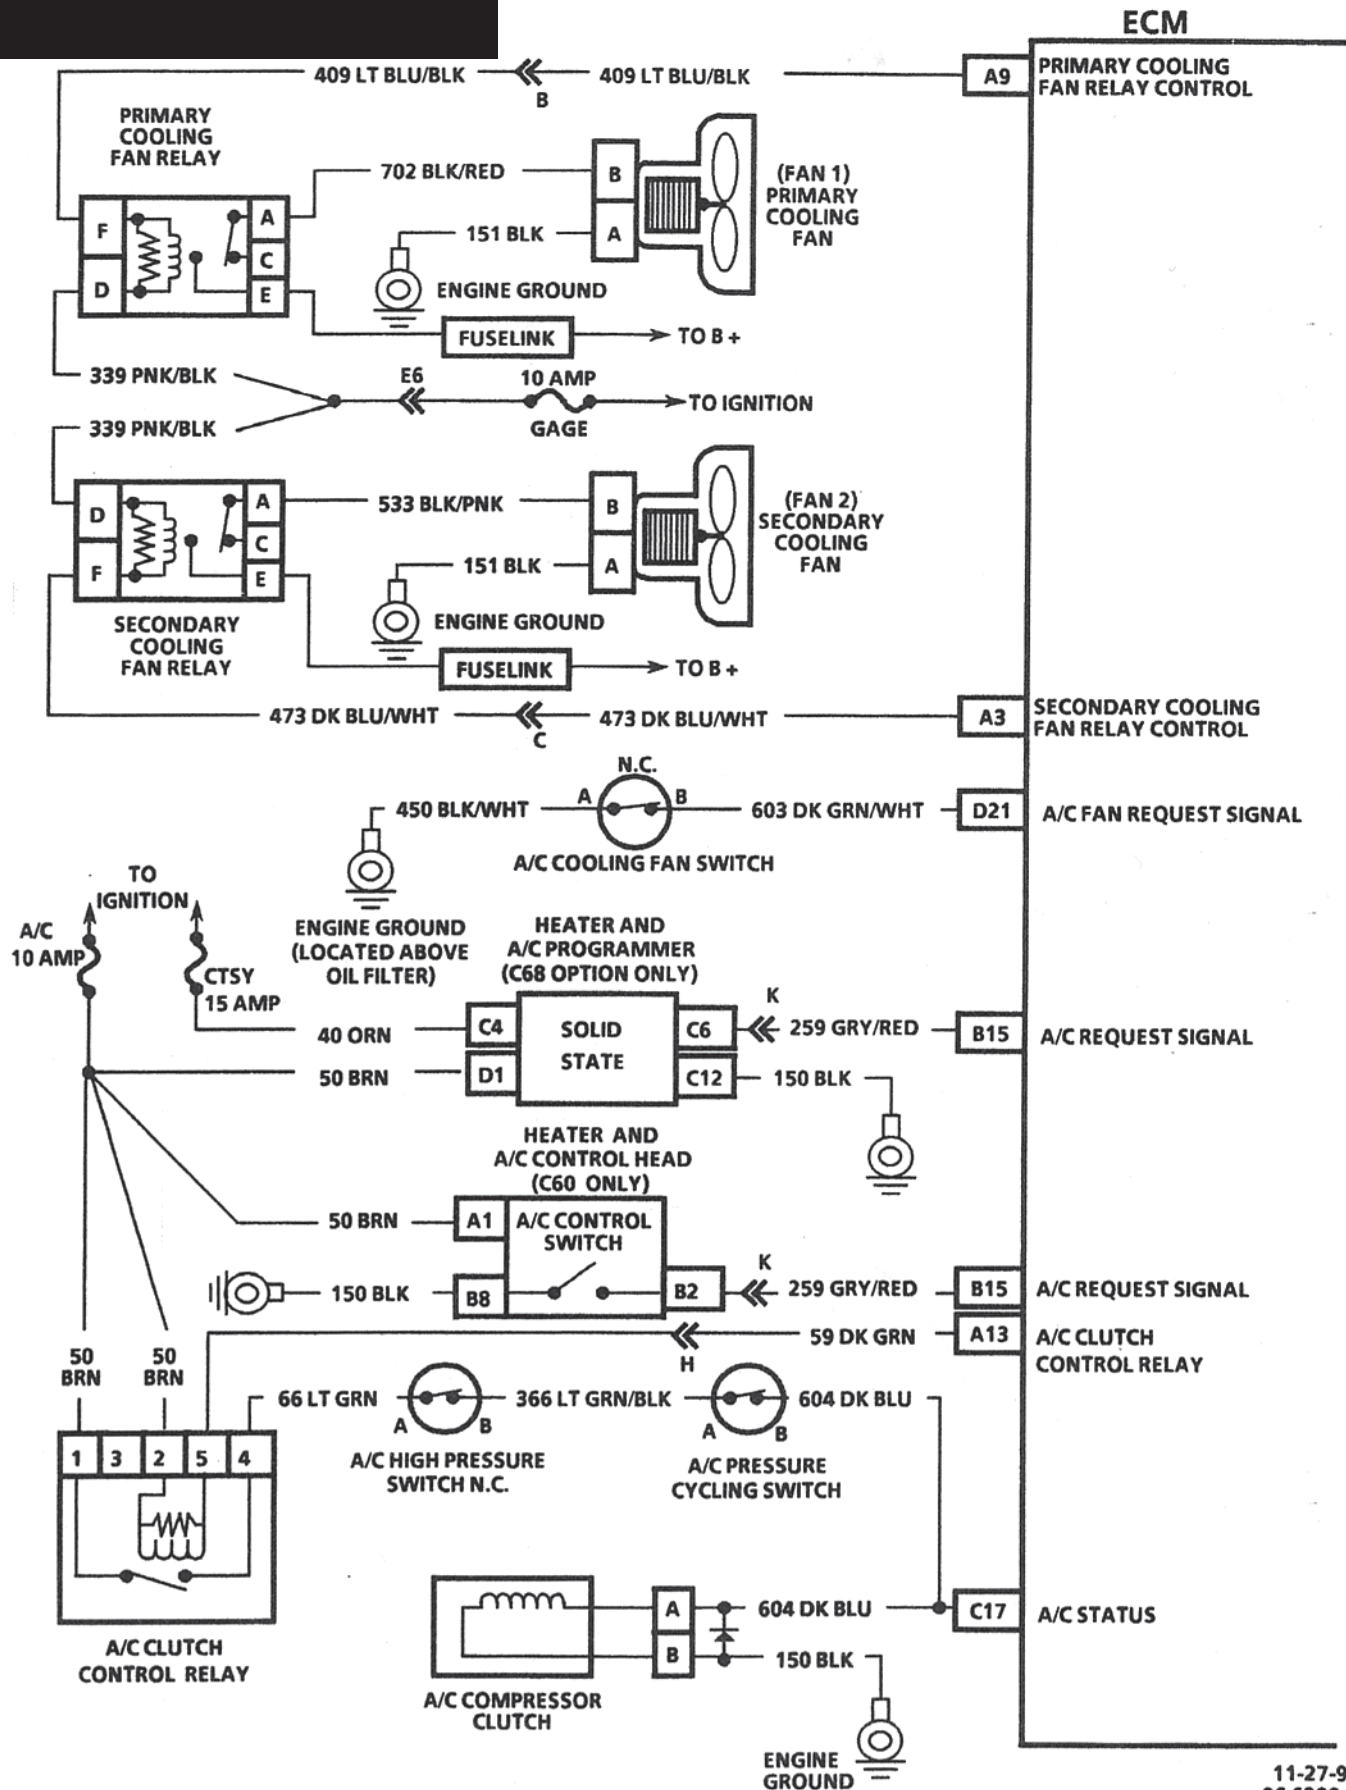 ECM
409 LT BLU/BLK
B
409 LT BLU/BLK
A9
PRIMARY COOLING
FAN RELAY CONTROL
PRIMARY
COOLING
FAN RELAY
702 BLK/RED
B
A
(FAN 1)
PRIMARY
COOLING
FAN
F
D
A
C
E
151 BLK
ENGINE GROUND
FUSELINK
TO B +
339 PNK/BLK
E6
10 AMP
GAGE
TO IGNITION
339 PNK/BLK
D
F
A
C
E
533 BLK/PNK
B
A
(FAN 2)
SECONDARY
COOLING
FAN
151 BLK
ENGINE GROUND
SECONDARY
COOLING
FAN RELAY
FUSELINK
TO B +
473 DK BLU/WHT
C
473 DK BLU/WHT
A3
SECONDARY COOLING
FAN RELAY CONTROL
N.C.
450 BLK/WHT
A
B
603 DK GRN/WHT
D21
A/C FAN REQUEST SIGNAL
A/C COOLING FAN SWITCH
ENGINE GROUND
(LOCATED ABOVE
OIL FILTER)
TO
IGNITION
A/C
10 AMP
CTSY
15 AMP
HEATER AND
A/C PROGRAMMER
(C68 OPTION ONLY)
40 ORN
C4
SOLID
STATE
C6
K
259 GRY/RED
B15
A/C REQUEST SIGNAL
50 BRN
D1
C12
150 BLK
HEATER AND
A/C CONTROL HEAD
(C60 ONLY)
50 BRN
A1
A/C CONTROL
SWITCH
150 BLK
B8
B2
K
259 GRY/RED
B15
A/C REQUEST SIGNAL
H
59 DK GRN
A13
A/C CLUTCH
CONTROL RELAY
50
BRN
50
BRN
66 LT GRN
A
B
366 LT GRN/BLK
A
B
604 DK BLU
A/C HIGH PRESSURE
SWITCH N.C.
A/C PRESSURE
CYCLING SWITCH
1
3
2
5
4
A/C CLUTCH
CONTROL RELAY
A
B
604 DK BLU
C17
A/C STATUS
150 BLK
A/C COMPRESSOR
CLUTCH
ENGINE
GROUND
11-27-9